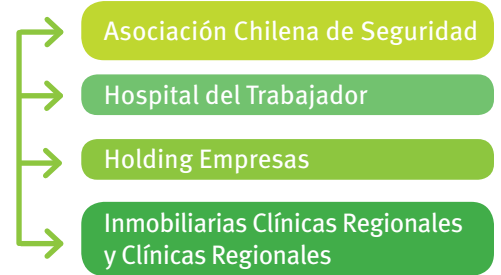 Asociación Chilena de Seguridad
Hospital del Trabajador
Holding Empresas
Inmobiliarias Clínicas Regionales
y Clínicas Regionales